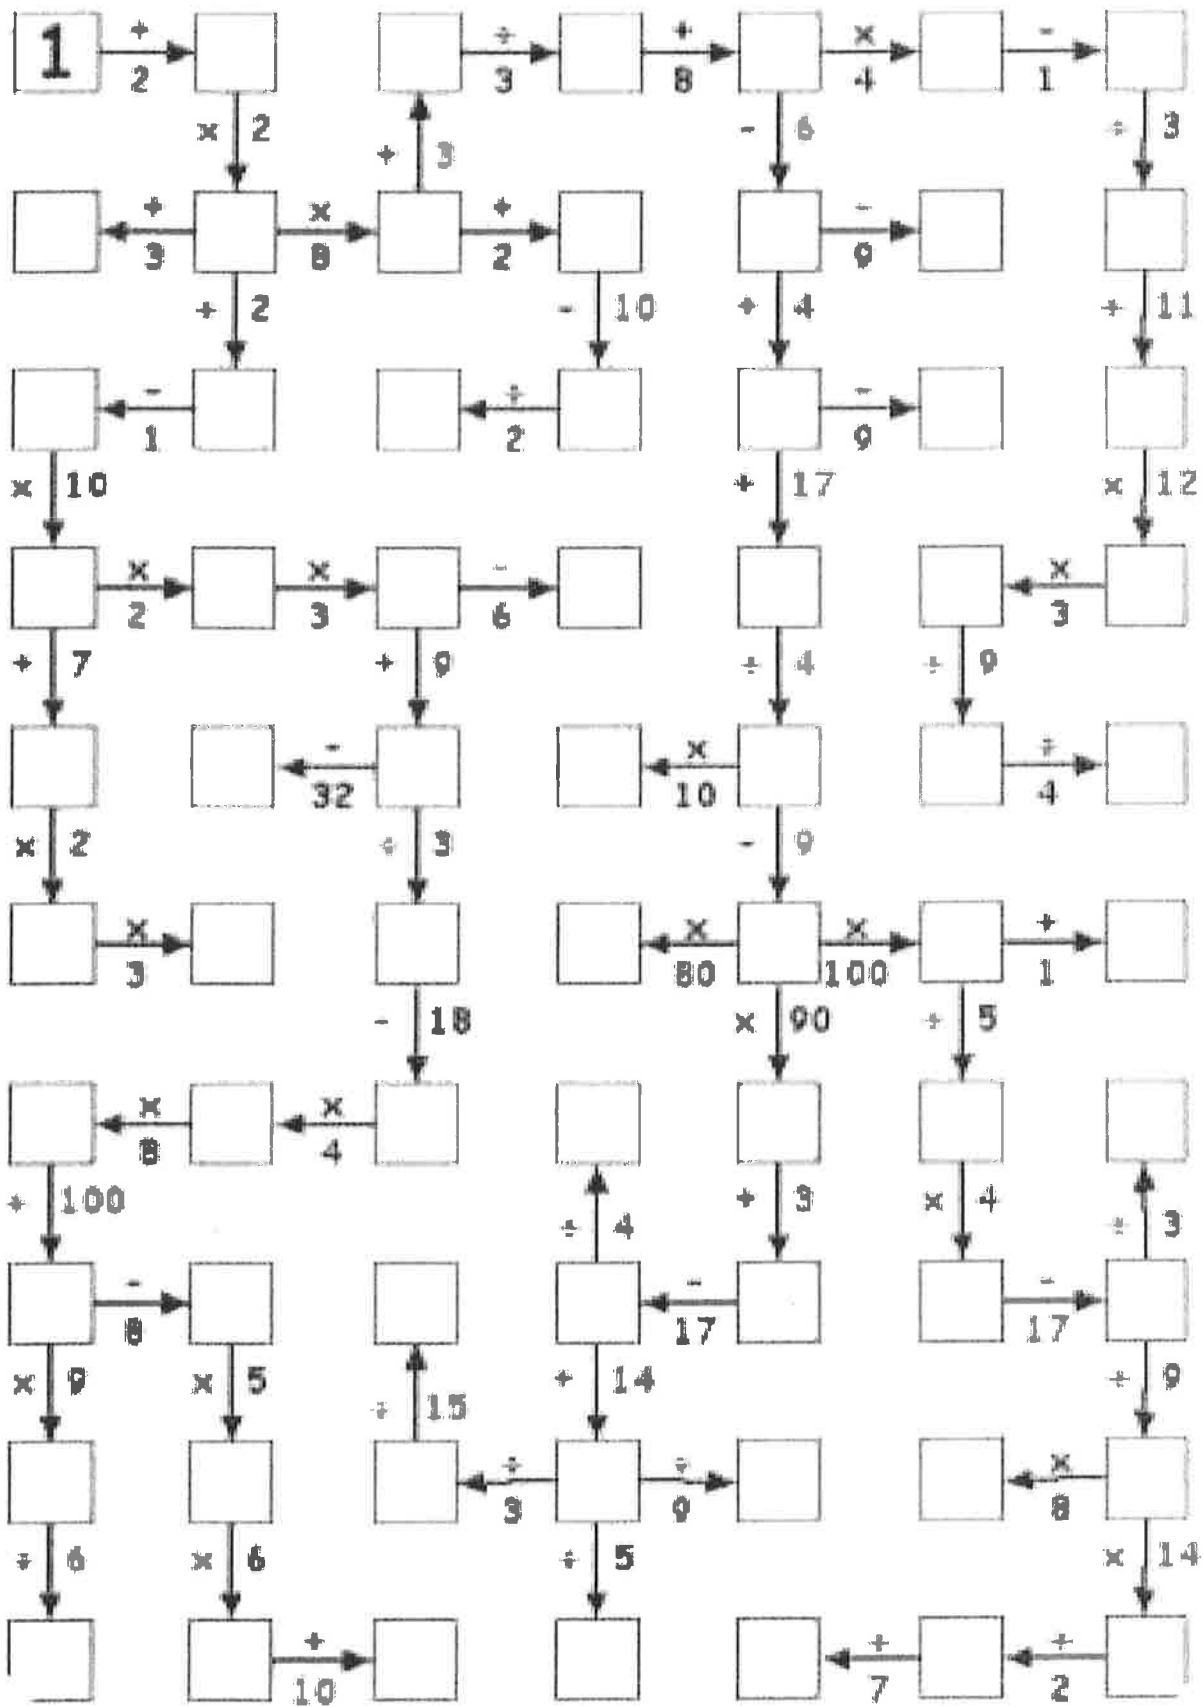 1 + 2 ÷ 3 + 8 × 4 - 1
× 2 + 3 - 6 ÷ 3
+ 3 × 8 + 2 - 9
+ 2 - 10 + 4 ÷ 11
- 1 ÷ 2 - 9
× 10 + 17 × 12
× 2 × 3 - 6 × 3
+ 7 + 9 ÷ 4 ÷ 9
- 32 × 10 ÷ 4
× 2 ÷ 3 - 9
× 3 × 80 × 100 + 1
- 18 × 90 ÷ 5
× 8 × 4
÷ 100 ÷ 4 + 3 × 4 ÷ 3
- 8 - 17 - 17
× 9 × 5 ÷ 15 + 14 ÷ 9
÷ 3 ÷ 9 × 8
÷ 6 × 6 ÷ 5 × 14
+ 10 ÷ 7 ÷ 2